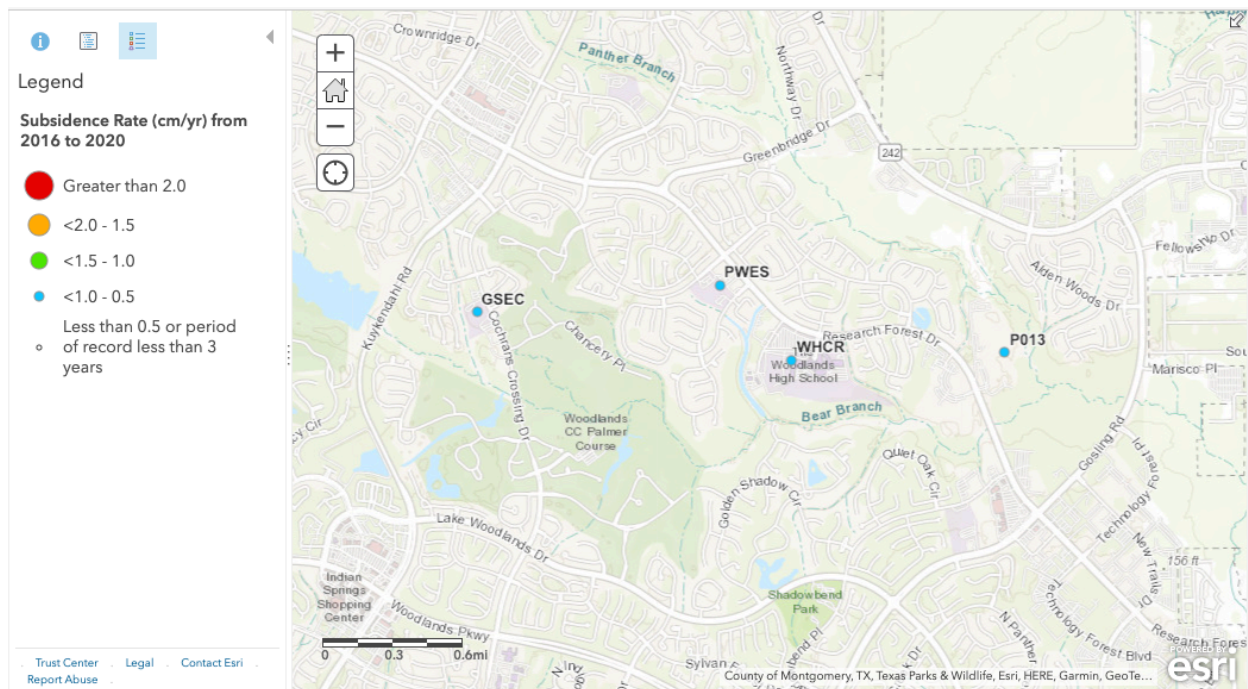 Legend
Subsidence Rate (cm/yr) from
2016 to 2020
Greater than 2.0
<2.0 - 1.5
<1.5 - 1.0
<1.0 - 0.5
Less than 0.5 or period
of record less than 3
years
Trust Center
Legal
Contact Esri
Report Abuse
+
−
Crownridge Dr
Panther Branch
Northway Dr
Dr
Greenbridge Dr
242
Fellowship Dr
Alden Woods Dr
Kuykendahl Rd
GSEC
PWES
WHCR
P013
Cochrans Crossing Dr
Chancery Pl
Research Forest Dr
Woodlands
High School
Marisco Pl
Bear Branch
Woodlands
CC Palmer
Course
Gosling Rd
Quiet Oak Cir
Golden Shadow Cir
Technology Forest Pl
New Trails Dr
156 ft
Lake Woodlands Dr
Indian
Springs
Shopping
Center
Shadowbend
Park
Woodlands Pkwy
Technology Forest Blvd
Research Fores
0 0.3 0.6mi
County of Montgomery, TX, Texas Parks & Wildlife, Esri, HERE, Garmin, GeoTe...
POWERED BY
esri